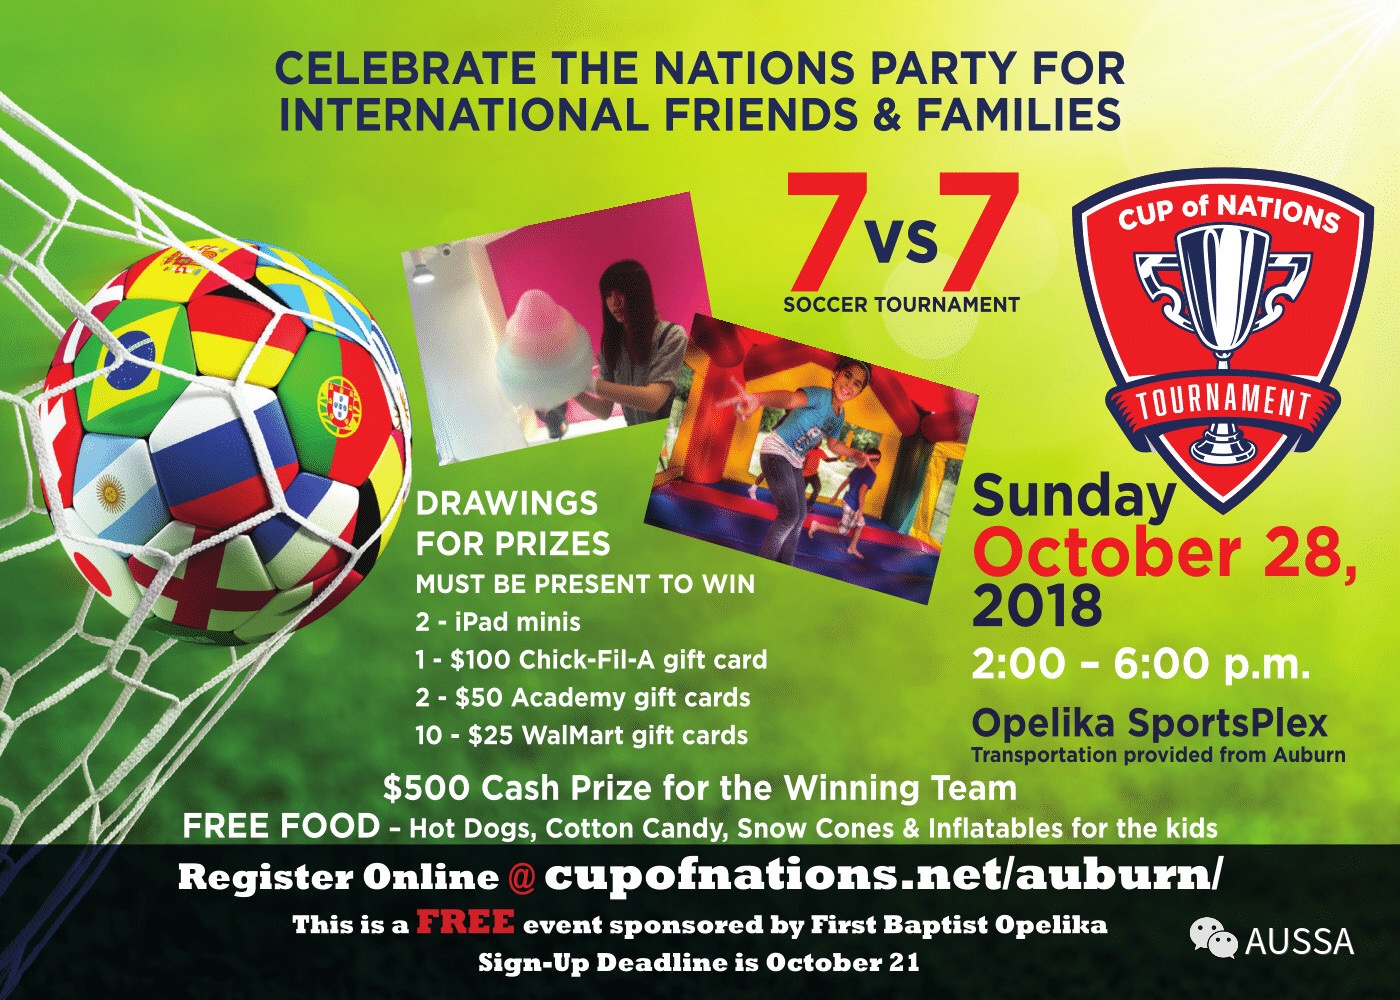 CELEBRATE THE NATIONS PARTY FOR
INTERNATIONAL FRIENDS & FAMILIES
7 vs 7
SOCCER TOURNAMENT
CUP of NATIONS
TOURNAMENT
DRAWINGS
FOR PRIZES
MUST BE PRESENT TO WIN
2 - iPad minis
1 - $100 Chick-Fil-A gift card
2 - $50 Academy gift cards
10 - $25 WalMart gift cards
Sunday
October 28,
2018
2:00 – 6:00 p.m.
Opelika SportsPlex
Transportation provided from Auburn
$500 Cash Prize for the Winning Team
FREE FOOD – Hot Dogs, Cotton Candy, Snow Cones & Inflatables for the kids
Register Online @ cupofnations.net/auburn/
This is a FREE event sponsored by First Baptist Opelika
Sign-Up Deadline is October 21
AUSSA